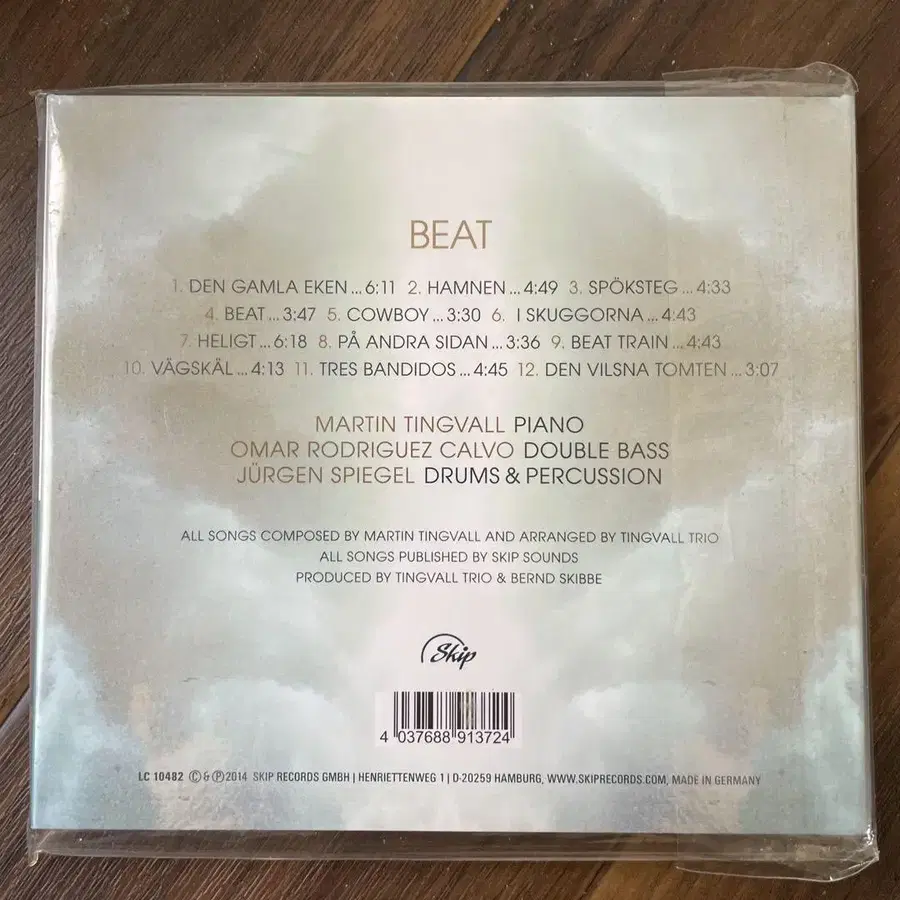 BEAT
1. DEN GAMLA EKEN ... 6:11 2. HAMNEN ... 4:49 3. SPÖKSTEG ... 4:33
4. BEAT ... 3:47 5. COWBOY ... 3:30 6. I SKUGGORNA ... 4:43
7. HELIGT ... 6:18 8. PÅ ANDRA SIDAN ... 3:36 9. BEAT TRAIN ... 4:43
10. VÄGSKÄL ... 4:13 11. TRES BANDIDOS ... 4:45 12. DEN VILSNA TOMTEN ... 3:07
MARTIN TINGVALL PIANO
OMAR RODRIGUEZ CALVO DOUBLE BASS
JÜRGEN SPIEGEL DRUMS & PERCUSSION
ALL SONGS COMPOSED BY MARTIN TINGVALL AND ARRANGED BY TINGVALL TRIO
ALL SONGS PUBLISHED BY SKIP SOUNDS
PRODUCED BY TINGVALL TRIO & BERND SKIBBE
Skip
4 037688 913724
LC 10482 © & ℗ 2014 SKIP RECORDS GMBH | HENRIETTENWEG 1 | D-20259 HAMBURG, WWW.SKIPRECORDS.COM, MADE IN GERMANY